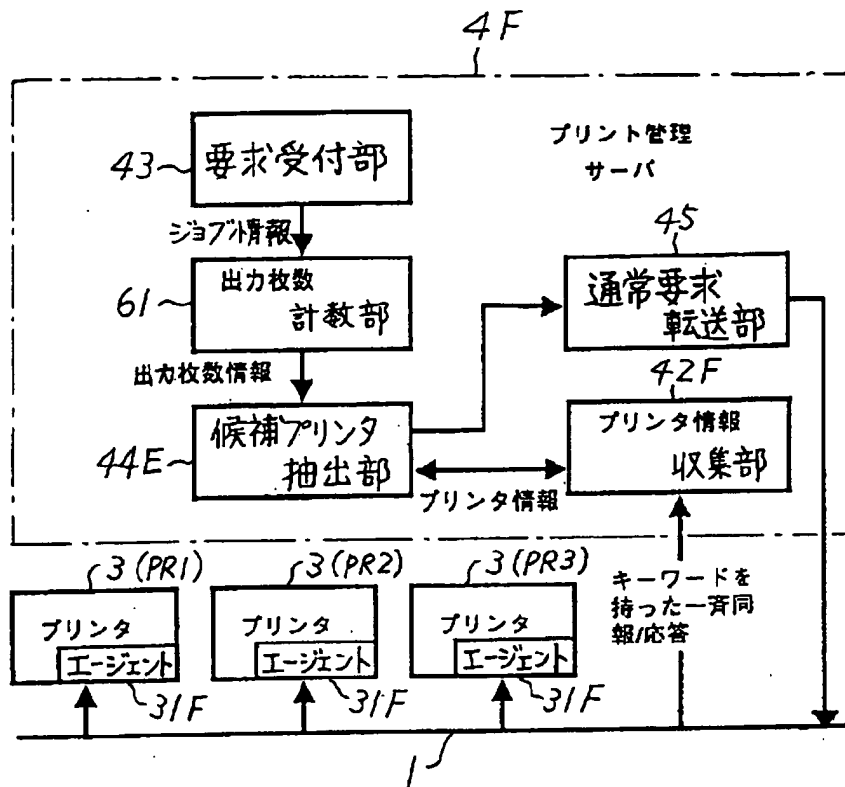 4F
プリント管理
サーバ
43
要求受付部
ジョブ情報
61
出力枚数
計数部
出力枚数情報
44E
候補プリンタ
抽出部
45
通常要求
転送部
42F
プリンタ情報
収集部
プリンタ情報
キーワードを
持った一斉同
報/応答
3(PR1)
プリンタ
エージェント
31F
3(PR2)
プリンタ
エージェント
31F
3(PR3)
プリンタ
エージェント
31F
1